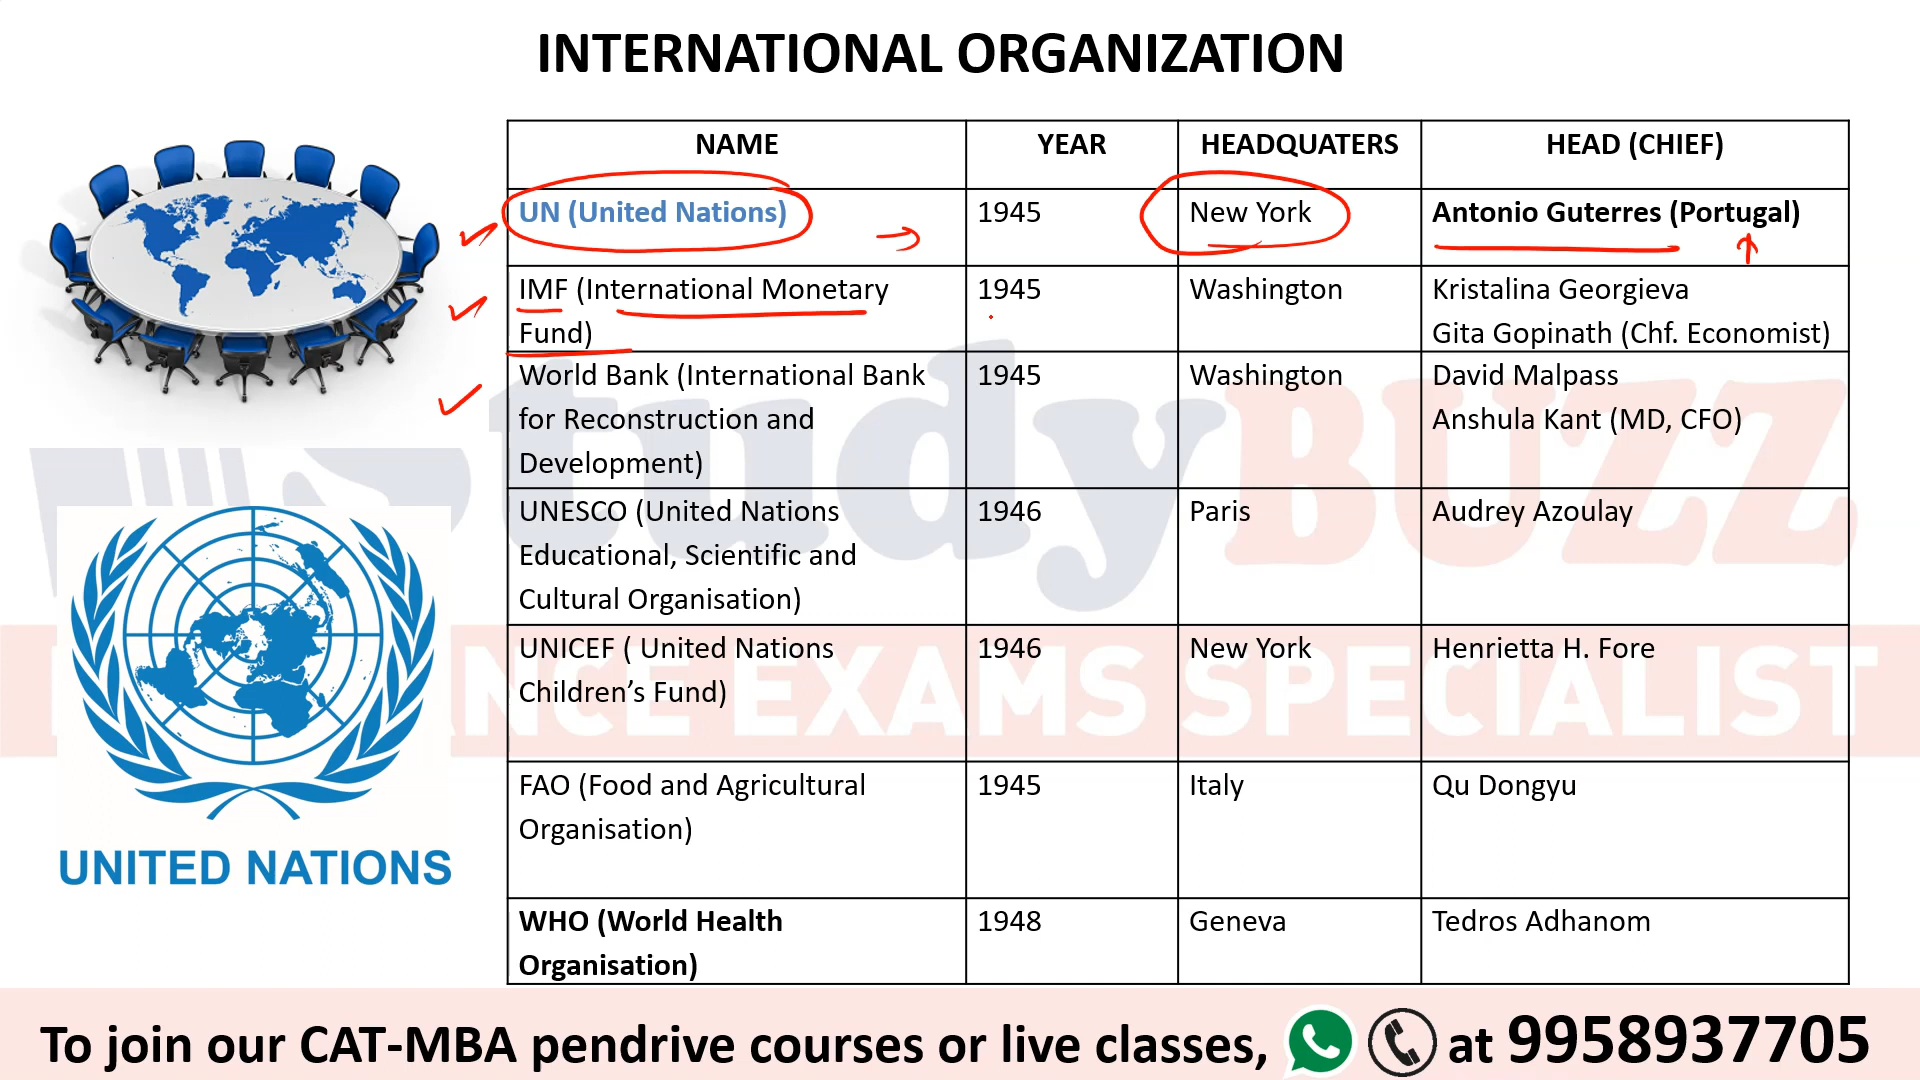 INTERNATIONAL ORGANIZATION
NAME YEAR HEADQUATERS HEAD (CHIEF)
UN (United Nations) 1945 New York Antonio Guterres (Portugal)
IMF (International Monetary 1945 Washington Kristalina Georgieva
Fund) Gita Gopinath (Chf. Economist)
World Bank (International Bank 1945 Washington David Malpass
for Reconstruction and Anshula Kant (MD, CFO)
Development)
UNESCO (United Nations 1946 Paris Audrey Azoulay
Educational, Scientific and
Cultural Organisation)
UNICEF ( United Nations 1946 New York Henrietta H. Fore
Children’s Fund)
FAO (Food and Agricultural 1945 Italy Qu Dongyu
Organisation)
WHO (World Health 1948 Geneva Tedros Adhanom
Organisation)
UNITED NATIONS
StudyBUZZ
EXAMS SPECIALIST
To join our CAT-MBA pendrive courses or live classes, at 9958937705